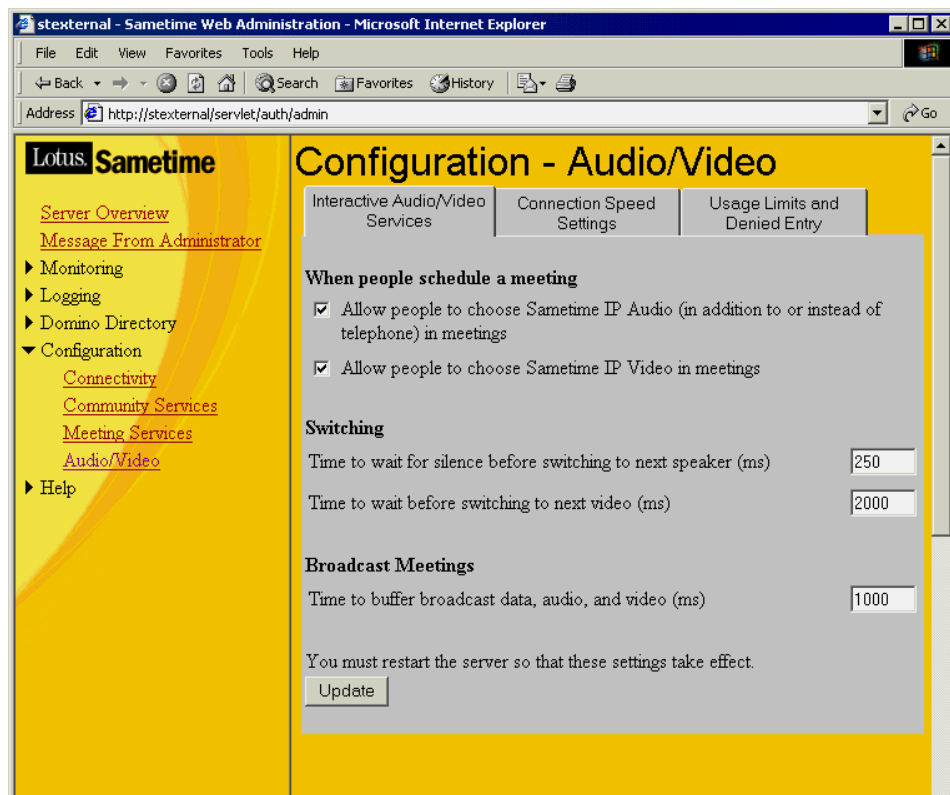 stexternal - Sametime Web Administration - Microsoft Internet Explorer
File Edit View Favorites Tools Help
Back Search Favorites History
Address http://stexternal/servlet/auth/admin Go
Lotus. Sametime
Server Overview
Message From Administrator
Monitoring
Logging
Domino Directory
Configuration
Connectivity
Community Services
Meeting Services
Audio/Video
Help
Configuration - Audio/Video
Interactive Audio/Video
Services
Connection Speed
Settings
Usage Limits and
Denied Entry
When people schedule a meeting
Allow people to choose Sametime IP Audio (in addition to or instead of
telephone) in meetings
Allow people to choose Sametime IP Video in meetings
Switching
Time to wait for silence before switching to next speaker (ms) 250
Time to wait before switching to next video (ms) 2000
Broadcast Meetings
Time to buffer broadcast data, audio, and video (ms) 1000
You must restart the server so that these settings take effect.
Update